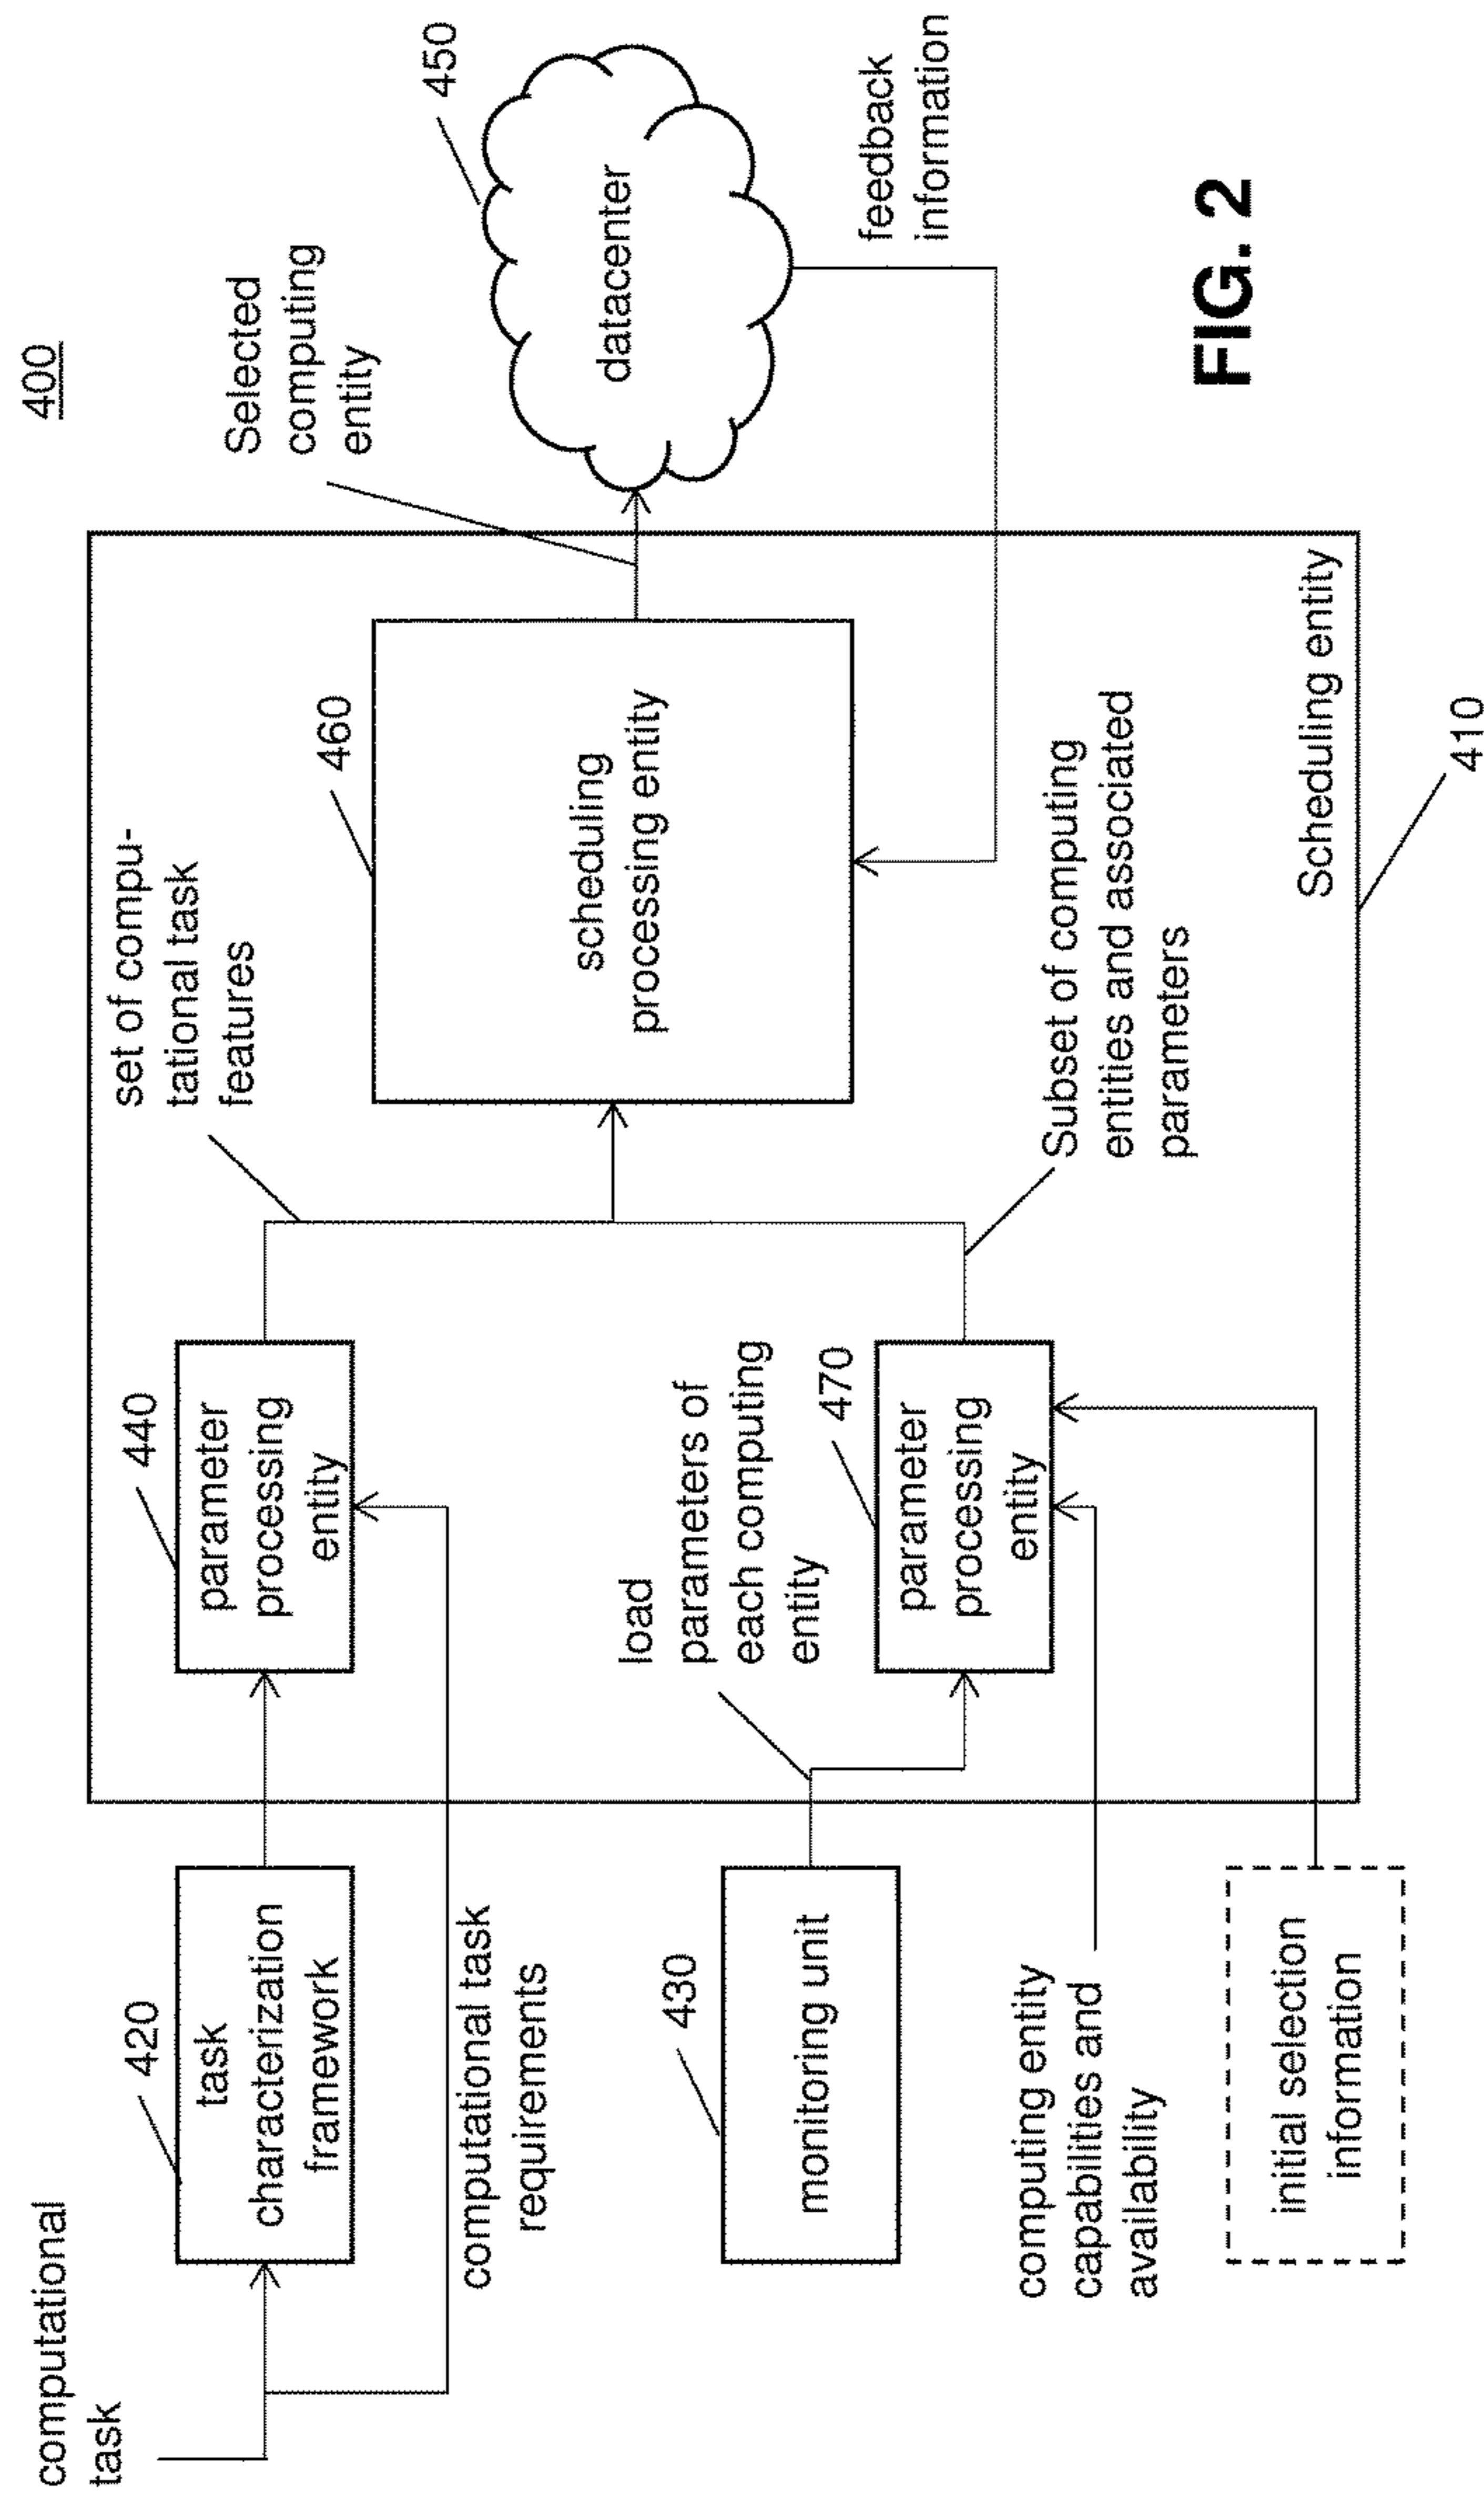 400
computational
task
420
task
characterization
framework
computational task
requirements
430
monitoring unit
computing entity
capabilities and
availability
initial selection
information
440
parameter
processing
entity
load
parameters of
each computing
entity
470
parameter
processing
entity
set of compu-
tational task
features
Subset of computing
entities and associated
parameters
460
scheduling
processing entity
Scheduling entity
410
Selected
computing
entity
450
datacenter
feedback
information
FIG. 2